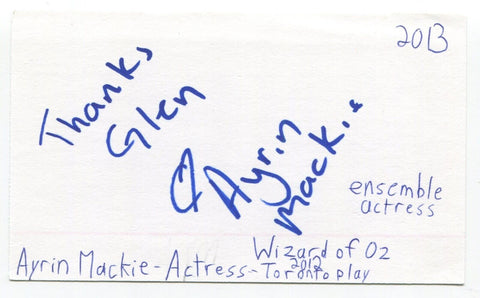 2013
Thanks
Glen
Ayrin
Mackie
ensemble
actress
Wizard of Oz
2012
Ayrin Mackie - Actress - Toronto play